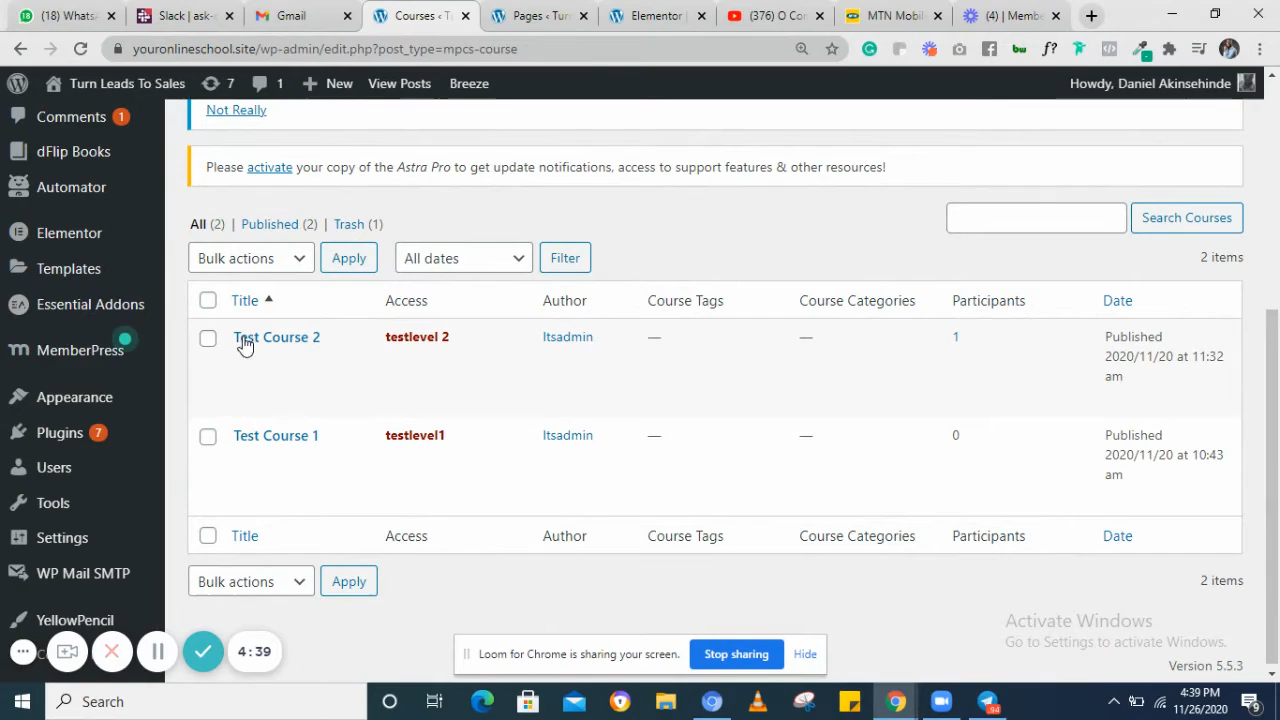 (18) WhatsA
Slack | ask-c
Gmail
Courses < T
Pages < Turn
Elementor |
(376) O Con
MTN Mobile
(4) | Membe
youronlineschool.site/wp-admin/edit.php?post_type=mpcs-course
Turn Leads To Sales 7 1 New View Posts Breeze Howdy, Daniel Akinsehinde
Comments 1
dFlip Books
Automator
Elementor
Templates
Essential Addons
MemberPress
Appearance
Plugins 7
Users
Tools
Settings
WP Mail SMTP
YellowPencil
Not Really
Please activate your copy of the Astra Pro to get update notifications, access to support features & other resources!
All (2) | Published (2) | Trash (1)
Search Courses
Bulk actions Apply All dates Filter 2 items
Title Access Author Course Tags Course Categories Participants Date
Test Course 2 testlevel 2 ltsadmin — — 1 Published
2020/11/20 at 11:32
am
Test Course 1 testlevel1 ltsadmin — — 0 Published
2020/11/20 at 10:43
am
Title Access Author Course Tags Course Categories Participants Date
Bulk actions Apply 2 items
Activate Windows
Go to Settings to activate Windows.
Version 5.5.3
4:39
Loom for Chrome is sharing your screen. Stop sharing Hide
Search
94
4:39 PM
11/26/2020
9